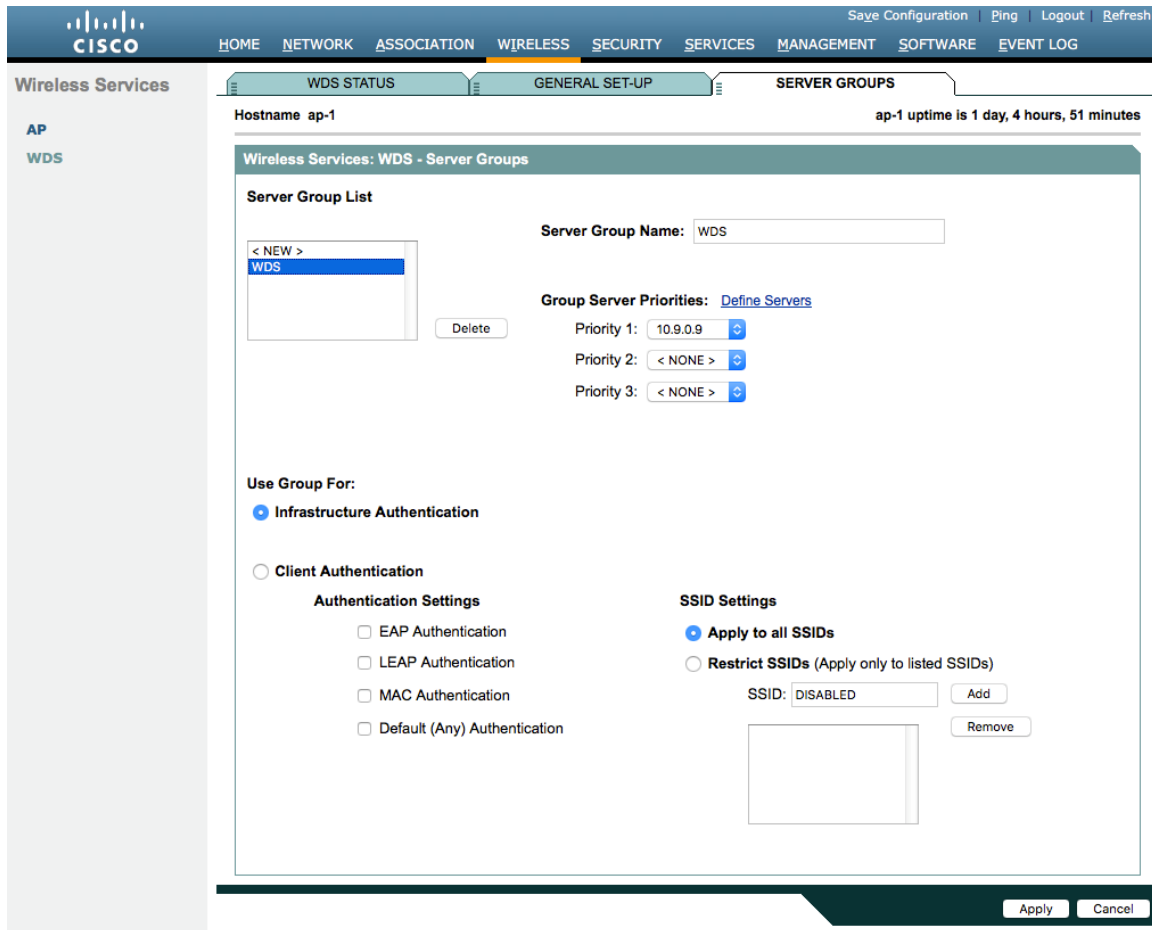 Save Configuration | Ping | Logout | Refresh
CISCO
HOME NETWORK ASSOCIATION WIRELESS SECURITY SERVICES MANAGEMENT SOFTWARE EVENT LOG
Wireless Services
AP
WDS
WDS STATUS GENERAL SET-UP SERVER GROUPS
Hostname ap-1 ap-1 uptime is 1 day, 4 hours, 51 minutes
Wireless Services: WDS - Server Groups
Server Group List
Server Group Name: WDS
< NEW >
WDS
Delete
Group Server Priorities: Define Servers
Priority 1: 10.9.0.9
Priority 2: < NONE >
Priority 3: < NONE >
Use Group For:
Infrastructure Authentication
Client Authentication
Authentication Settings
EAP Authentication
LEAP Authentication
MAC Authentication
Default (Any) Authentication
SSID Settings
Apply to all SSIDs
Restrict SSIDs (Apply only to listed SSIDs)
SSID: DISABLED Add
Remove
Apply Cancel